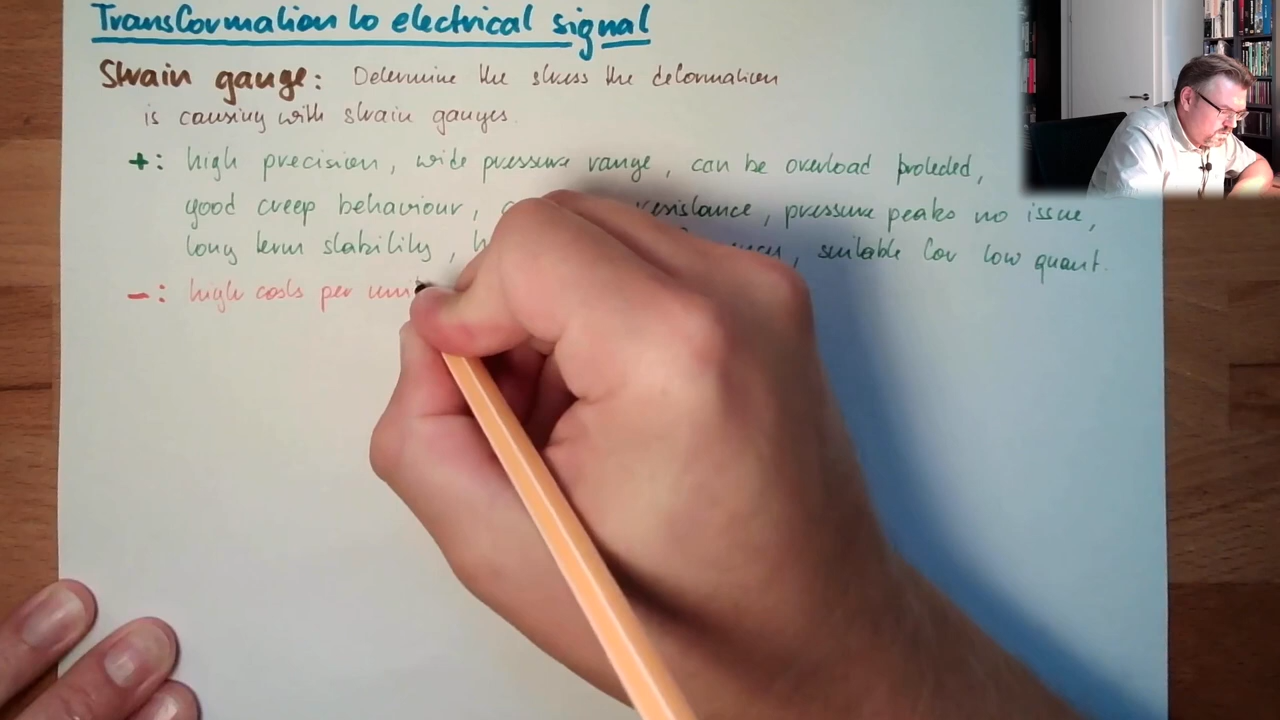 Transformation to electrical signal
Strain gauge: Determine the stress the deformation
is causing with strain gauges.
+: high precision, wide pressure range, can be overload proteded,
good creep behaviour, resistance, pressure peaks no issue,
long term stability, suitable for low quant.
-: high costs per unit